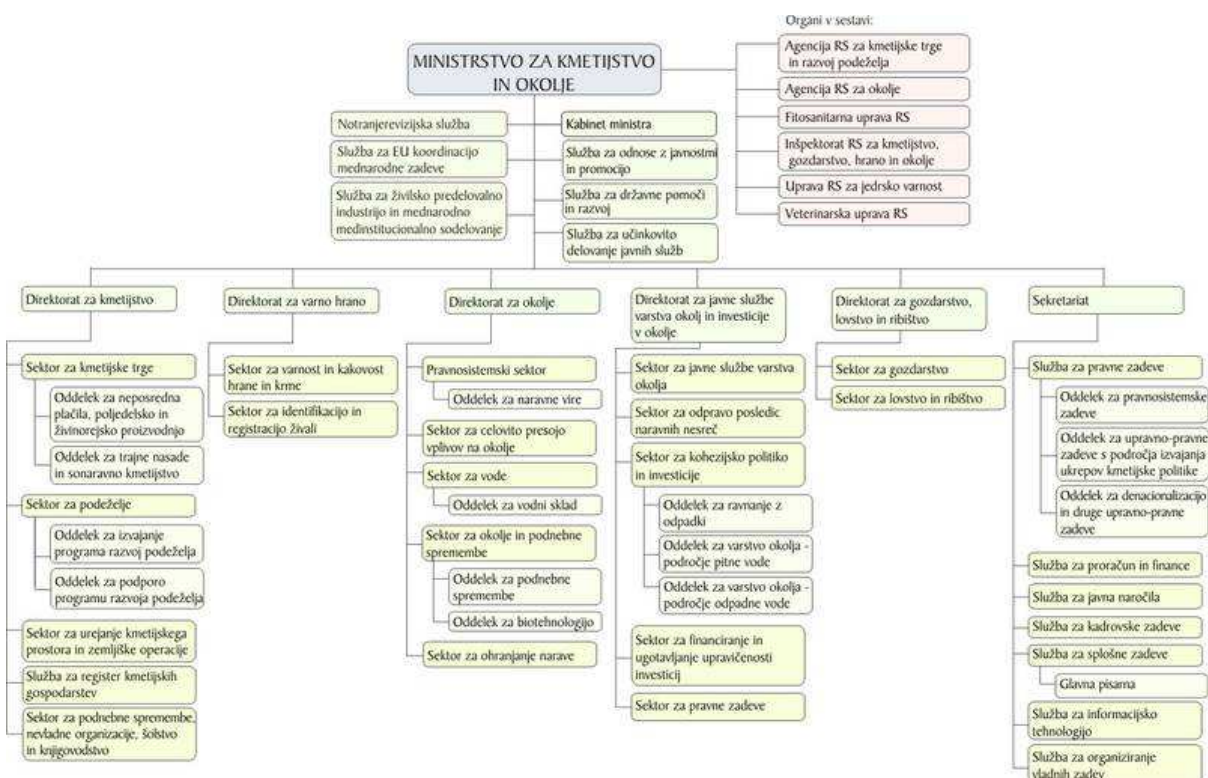 Organi v sestavi:
MINISTRSTVO ZA KMETIJSTVO
IN OKOLJE
Agencija RS za kmetijske trge
in razvoj podeželja
Agencija RS za okolje
Fitosanitarna uprava RS
Inšpektorat RS za kmetijstvo,
gozdarstvo, hrano in okolje
Uprava RS za jedrsko varnost
Veterinarska uprava RS
Notranjerevizijska služba
Služba za EU koordinacijo
mednarodne zadeve
Služba za živilsko predelovalno
industrijo in mednarodno
medinstitucionalno sodelovanje
Kabinet ministra
Služba za odnose z javnostmi
in promocijo
Služba za državne pomoči
in razvoj
Služba za učinkovito
delovanje javnih služb
Direktorat za kmetijstvo
Sektor za kmetijske trge
Oddelek za neposredna
plačila, poljedelsko in
živinorejsko proizvodnjo
Oddelek za trajne nasade
in sonaravno kmetijstvo
Sektor za podeželje
Oddelek za izvajanje
programa razvoj podeželja
Oddelek za podporo
programu razvoja podeželja
Sektor za urejanje kmetijskega
prostora in zemljiške operacije
Služba za register kmetijskih
gospodarstev
Sektor za podnebne spremembe,
nevladne organizacije, šolstvo
in knjigovodstvo
Direktorat za varno hrano
Sektor za varnost in kakovost
hrane in krme
Sektor za identifikacijo in
registracijo živali
Direktorat za okolje
Pravnosistemski sektor
Oddelek za naravne vire
Sektor za celovito presojo
vplivov na okolje
Sektor za vode
Oddelek za vodni sklad
Sektor za okolje in podnebne
spremembe
Oddelek za podnebne
spremembe
Oddelek za biotehnologijo
Sektor za ohranjanje narave
Direktorat za javne službe
varstva okolj in investicije
v okolje
Sektor za javne službe varstva
okolja
Sektor za odpravo posledic
naravnih nesreč
Sektor za kohezijsko politiko
in investicije
Oddelek za ravnanje z
odpadki
Oddelek za varstvo okolja -
področje pitne vode
Oddelek za varstvo okolja -
področje odpadne vode
Sektor za financiranje in
ugotavljanje upravičenosti
investicij
Sektor za pravne zadeve
Direktorat za gozdarstvo,
lovstvo in ribištvo
Sektor za gozdarstvo
Sektor za lovstvo in ribištvo
Sekretariat
Služba za pravne zadeve
Oddelek za pravnosistemske
zadeve
Oddelek za upravno-pravne
zadeve s področja izvajanja
ukrepov kmetijske politike
Oddelek za denacionalizacijo
in druge upravno-pravne
zadeve
Služba za proračun in finance
Služba za javna naročila
Služba za kadrovske zadeve
Služba za splošne zadeve
Glavna pisarna
Služba za informacijsko
tehnologijo
Služba za organiziranje
vladnih zadev